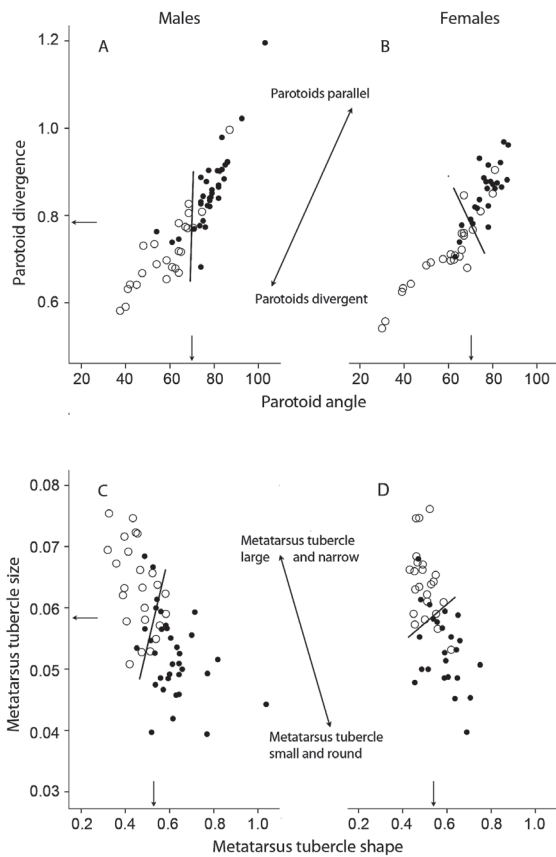 Males
Females
A
B
Parotoids parallel
Parotoids divergent
Parotoid divergence
1.2
1.0
0.8
0.6
20 40 60 80 100
20 40 60 80 100
Parotoid angle
C
D
Metatarsus tubercle
large and narrow
Metatarsus tubercle
small and round
Metatarsus tubercle size
0.08
0.07
0.06
0.05
0.04
0.03
0.2 0.4 0.6 0.8 1.0
0.2 0.4 0.6 0.8 1.0
Metatarsus tubercle shape